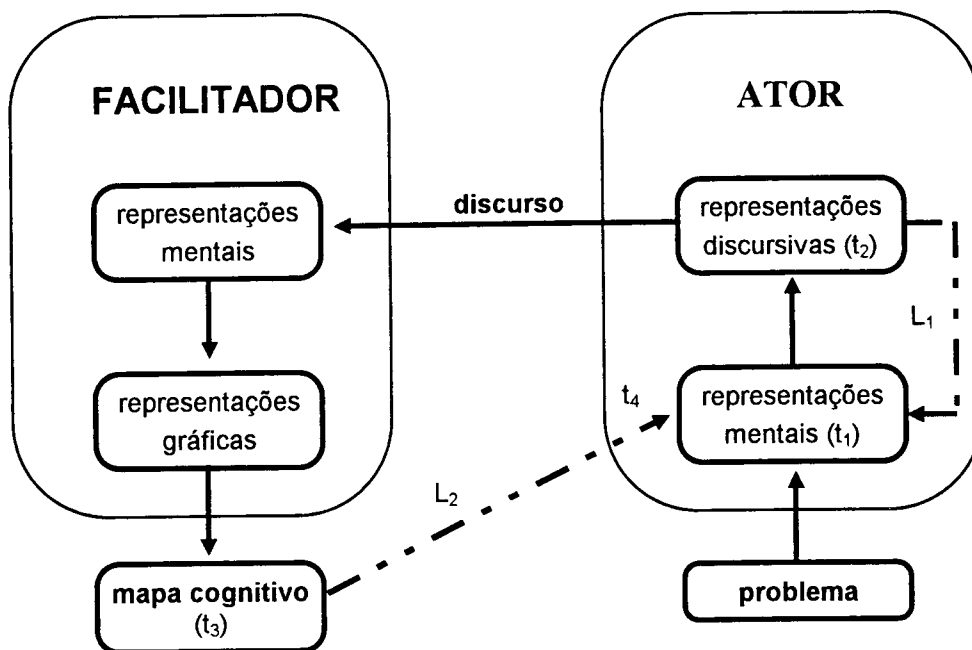 FACILITADOR
ATOR
representações
mentais
discurso
representações
discursivas (t₂)
L₁
representações
gráficas
t₄
representações
mentais (t₁)
L₂
mapa cognitivo
(t₃)
problema